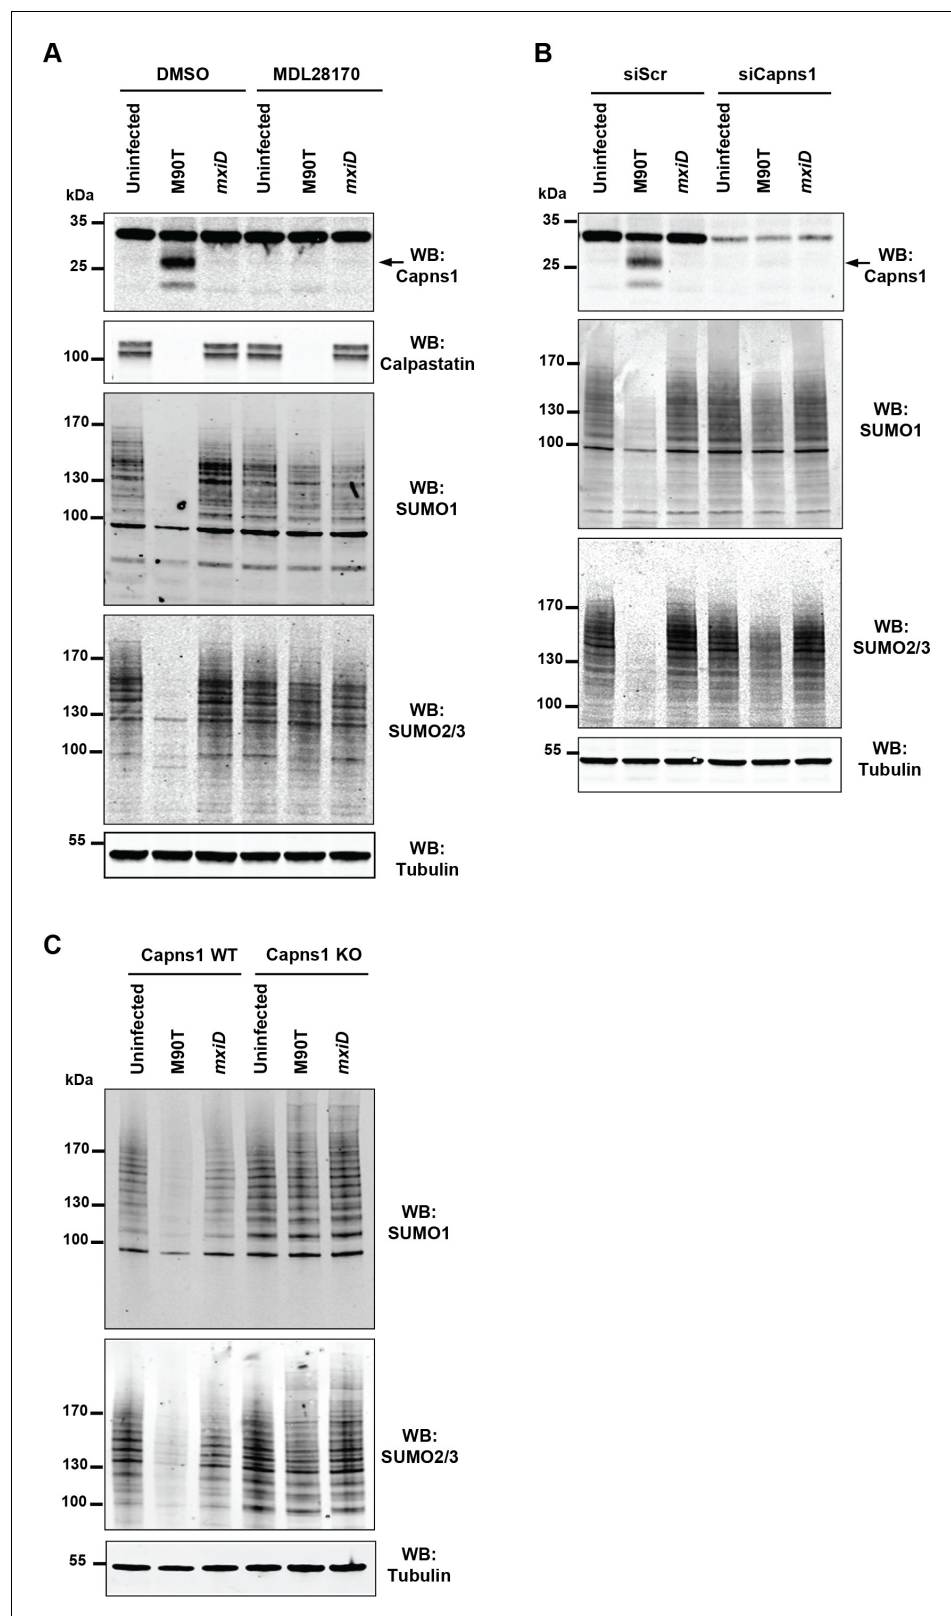 A
DMSO MDL28170
Uninfected M90T mxiD Uninfected M90T mxiD
kDa
35
25
WB:
Capns1
100
WB:
Calpastatin
170
130
100
WB:
SUMO1
170
130
100
WB:
SUMO2/3
55
WB:
Tubulin
B
siScr siCapns1
Uninfected M90T mxiD Uninfected M90T mxiD
kDa
35
25
WB:
Capns1
170
130
100
WB:
SUMO1
170
130
100
WB:
SUMO2/3
55
WB:
Tubulin
C
Capns1 WT Capns1 KO
Uninfected M90T mxiD Uninfected M90T mxiD
kDa
170
130
100
WB:
SUMO1
170
130
100
WB:
SUMO2/3
55
WB:
Tubulin